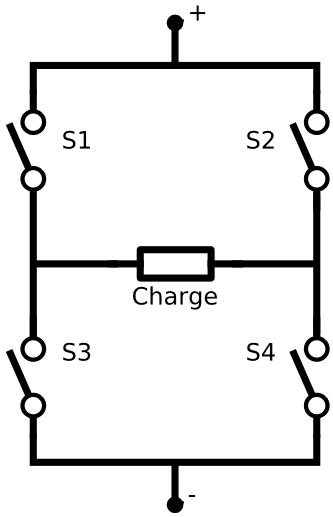 +
S1
S2
Charge
S3
S4
-